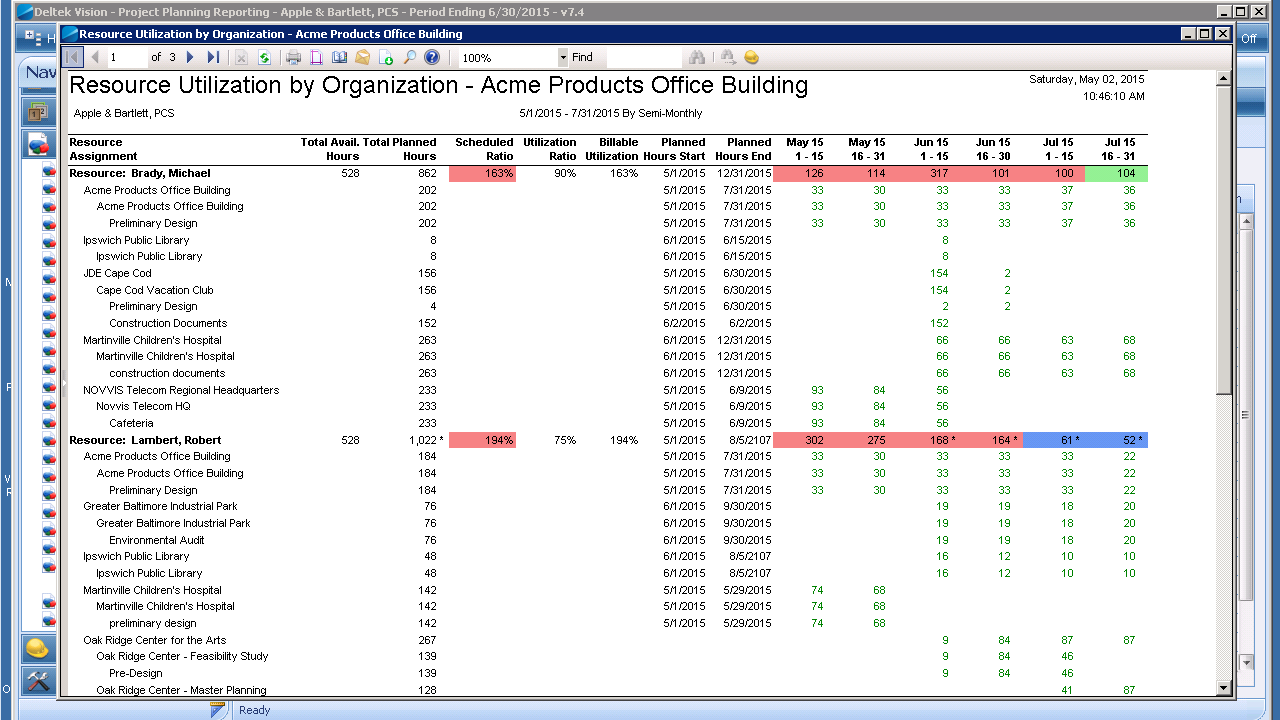 Deltek Vision - Project Planning Reporting - Apple & Bartlett, PCS - Period Ending 6/30/2015 - v7.4
Resource Utilization by Organization - Acme Products Office Building
Off
1 of 3 100% Find
Nav
Resource Utilization by Organization - Acme Products Office Building Saturday, May 02, 2015
10:46:10 AM
Apple & Bartlett, PCS 5/1/2015 - 7/31/2015 By Semi-Monthly
Resource Total Avail. Total Planned Scheduled Utilization Billable Planned Planned May 15 May 15 Jun 15 Jun 15 Jul 15 Jul 15
Assignment Hours Hours Ratio Ratio Utilization Hours Start Hours End 1 - 15 16 - 31 1 - 15 16 - 30 1 - 15 16 - 31
Resource: Brady, Michael 528 862 163% 90% 163% 5/1/2015 12/31/2015 126 114 317 101 100 104
Acme Products Office Building 202 5/1/2015 7/31/2015 33 30 33 33 37 36
Acme Products Office Building 202 5/1/2015 7/31/2015 33 30 33 33 37 36
Preliminary Design 202 5/1/2015 7/31/2015 33 30 33 33 37 36
Ipswich Public Library 8 6/1/2015 6/15/2015 8
Ipswich Public Library 8 6/1/2015 6/15/2015 8
JDE Cape Cod 156 5/1/2015 6/30/2015 154 2
Cape Cod Vacation Club 156 5/1/2015 6/30/2015 154 2
Preliminary Design 4 5/1/2015 6/30/2015 2 2
Construction Documents 152 6/2/2015 6/2/2015 152
Martinville Children's Hospital 263 6/1/2015 12/31/2015 66 66 63 68
Martinville Children's Hospital 263 6/1/2015 12/31/2015 66 66 63 68
construction documents 263 6/1/2015 12/31/2015 66 66 63 68
NOVVIS Telecom Regional Headquarters 233 5/1/2015 6/9/2015 93 84 56
Novvis Telecom HQ 233 5/1/2015 6/9/2015 93 84 56
Cafeteria 233 5/1/2015 6/9/2015 93 84 56
Resource: Lambert, Robert 528 1,022 * 194% 75% 194% 5/1/2015 8/5/2107 302 275 168 * 164 * 61 * 52 *
Acme Products Office Building 184 5/1/2015 7/31/2015 33 30 33 33 33 22
Acme Products Office Building 184 5/1/2015 7/31/2015 33 30 33 33 33 22
Preliminary Design 184 5/1/2015 7/31/2015 33 30 33 33 33 22
Greater Baltimore Industrial Park 76 6/1/2015 9/30/2015 19 19 18 20
Greater Baltimore Industrial Park 76 6/1/2015 9/30/2015 19 19 18 20
Environmental Audit 76 6/1/2015 9/30/2015 19 19 18 20
Ipswich Public Library 48 6/1/2015 8/5/2107 16 12 10 10
Ipswich Public Library 48 6/1/2015 8/5/2107 16 12 10 10
Martinville Children's Hospital 142 5/1/2015 5/29/2015 74 68
Martinville Children's Hospital 142 5/1/2015 5/29/2015 74 68
preliminary design 142 5/1/2015 5/29/2015 74 68
Oak Ridge Center for the Arts 267 9 84 87 87
Oak Ridge Center - Feasibility Study 139 9 84 46
Pre-Design 139 9 84 46
Oak Ridge Center - Master Planning 128 41 87
Ready